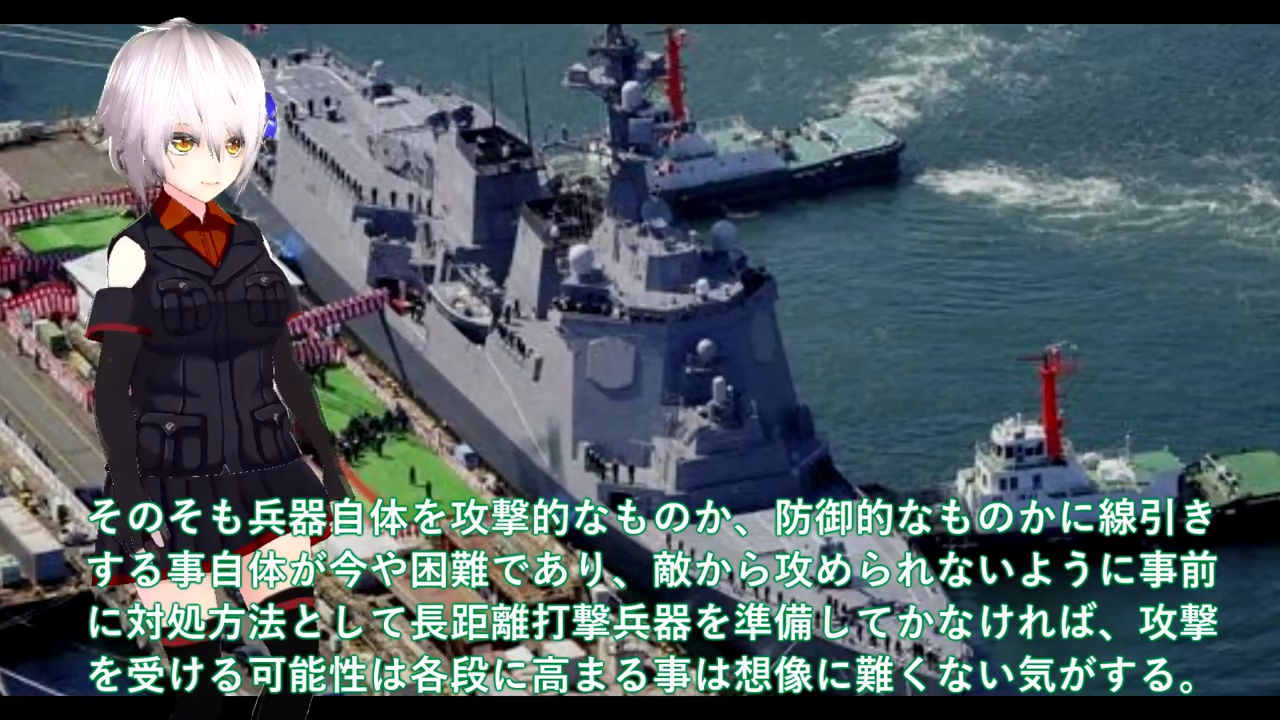 そのそも兵器自体を攻撃的なものか、防御的なものかに線引き
する事自体が今や困難であり、敵から攻められないように事前
に対処方法として長距離打撃兵器を準備してかなければ、攻撃
を受ける可能性は各段に高まる事は想像に難くない気がする。